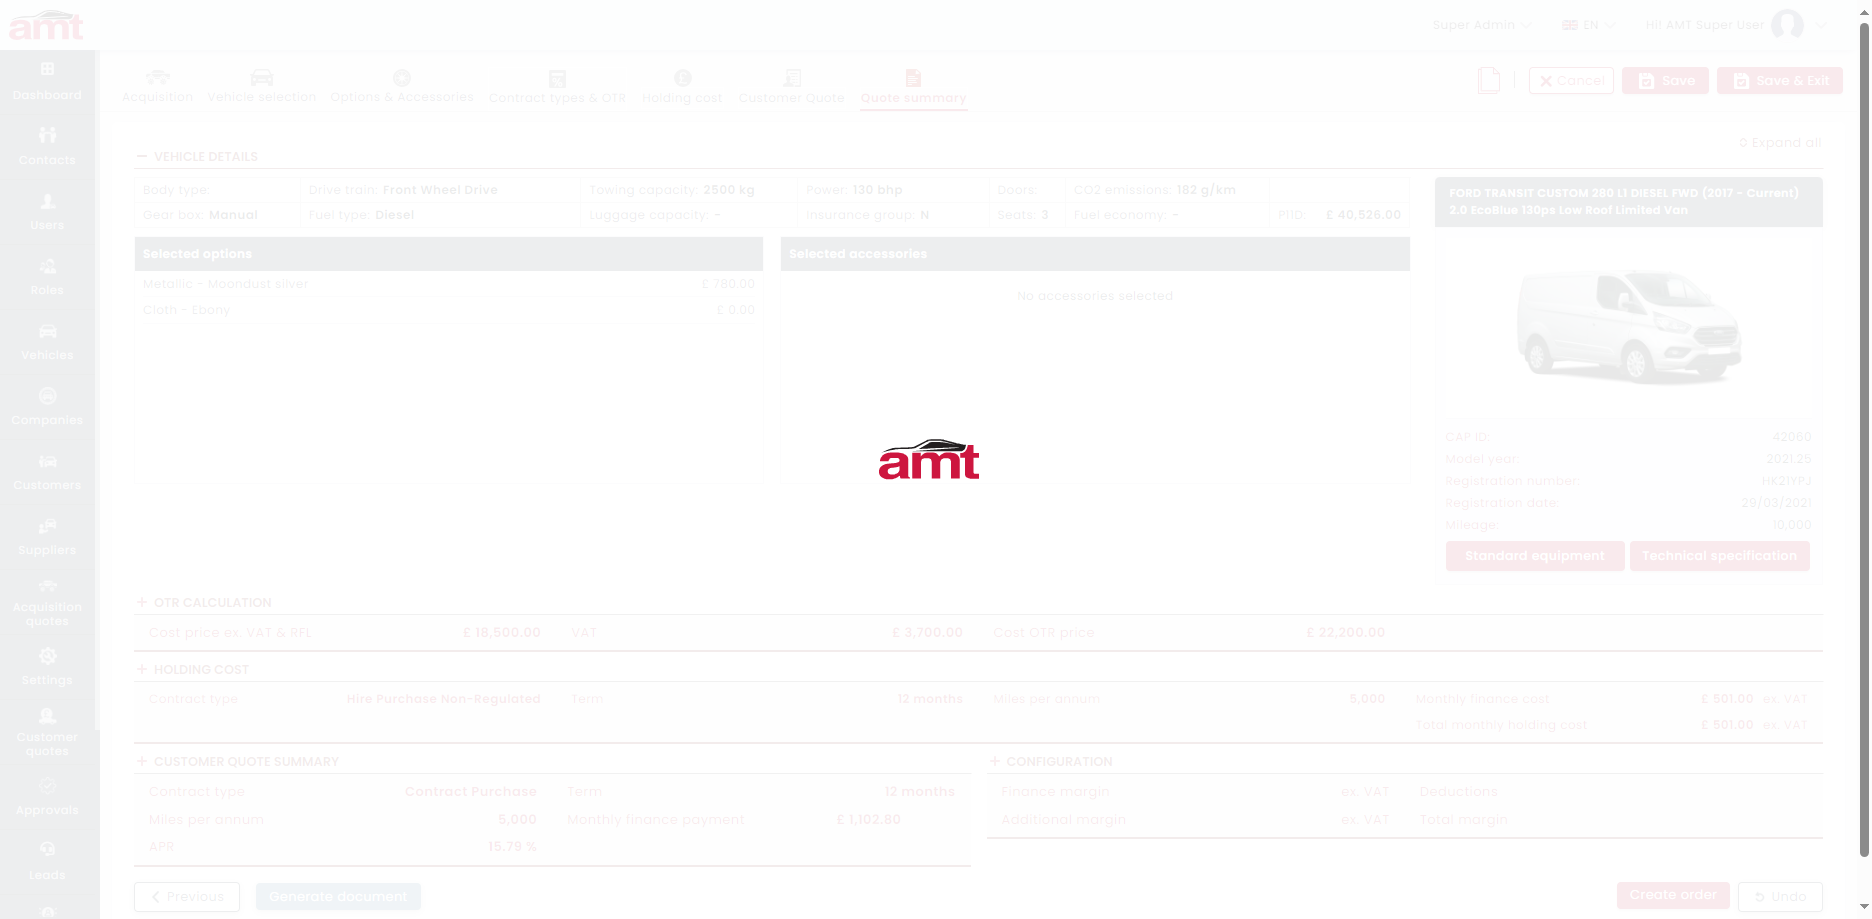 amt
Super Admin
EN
Hi! AMT Super User
Dashboard
Contacts
Users
Roles
Vehicles
Companies
Customers
Suppliers
Acquisition
quotes
Settings
Customer
quotes
Approvals
Leads
Acquisition
Vehicle selection
Options & Accessories
Contract types & OTR
Holding cost
Customer Quote
Quote summary
Cancel
Save
Save & Exit
Expand all
VEHICLE DETAILS
Body type:
Drive train: Front Wheel Drive
Towing capacity: 2500 kg
Power: 130 bhp
Doors:
CO2 emissions: 182 g/km
Gear box: Manual
Fuel type: Diesel
Luggage capacity: -
Insurance group: N
Seats: 3
Fuel economy: -
P11D: £ 40,526.00
Selected options
Metallic - Moondust silver £ 780.00
Cloth - Ebony £ 0.00
Selected accessories
No accessories selected
FORD TRANSIT CUSTOM 280 L1 DIESEL FWD (2017 - Current)
2.0 EcoBlue 130ps Low Roof Limited Van
CAP ID: 42060
Model year: 2021.25
Registration number: HK21YPJ
Registration date: 29/03/2021
Mileage: 10,000
Standard equipment
Technical specification
amt
OTR CALCULATION
Cost price ex. VAT & RFL £ 18,500.00 VAT £ 3,700.00 Cost OTR price £ 22,200.00
HOLDING COST
Contract type Hire Purchase Non-Regulated Term 12 months Miles per annum 5,000 Monthly finance cost £ 501.00 ex. VAT
Total monthly holding cost £ 501.00 ex. VAT
CUSTOMER QUOTE SUMMARY
Contract type Contract Purchase Term 12 months
Miles per annum 5,000 Monthly finance payment £ 1,102.80
APR 15,79 %
CONFIGURATION
Finance margin ex. VAT Deductions
Additional margin ex. VAT Total margin
Previous
Generate document
Create order
Undo